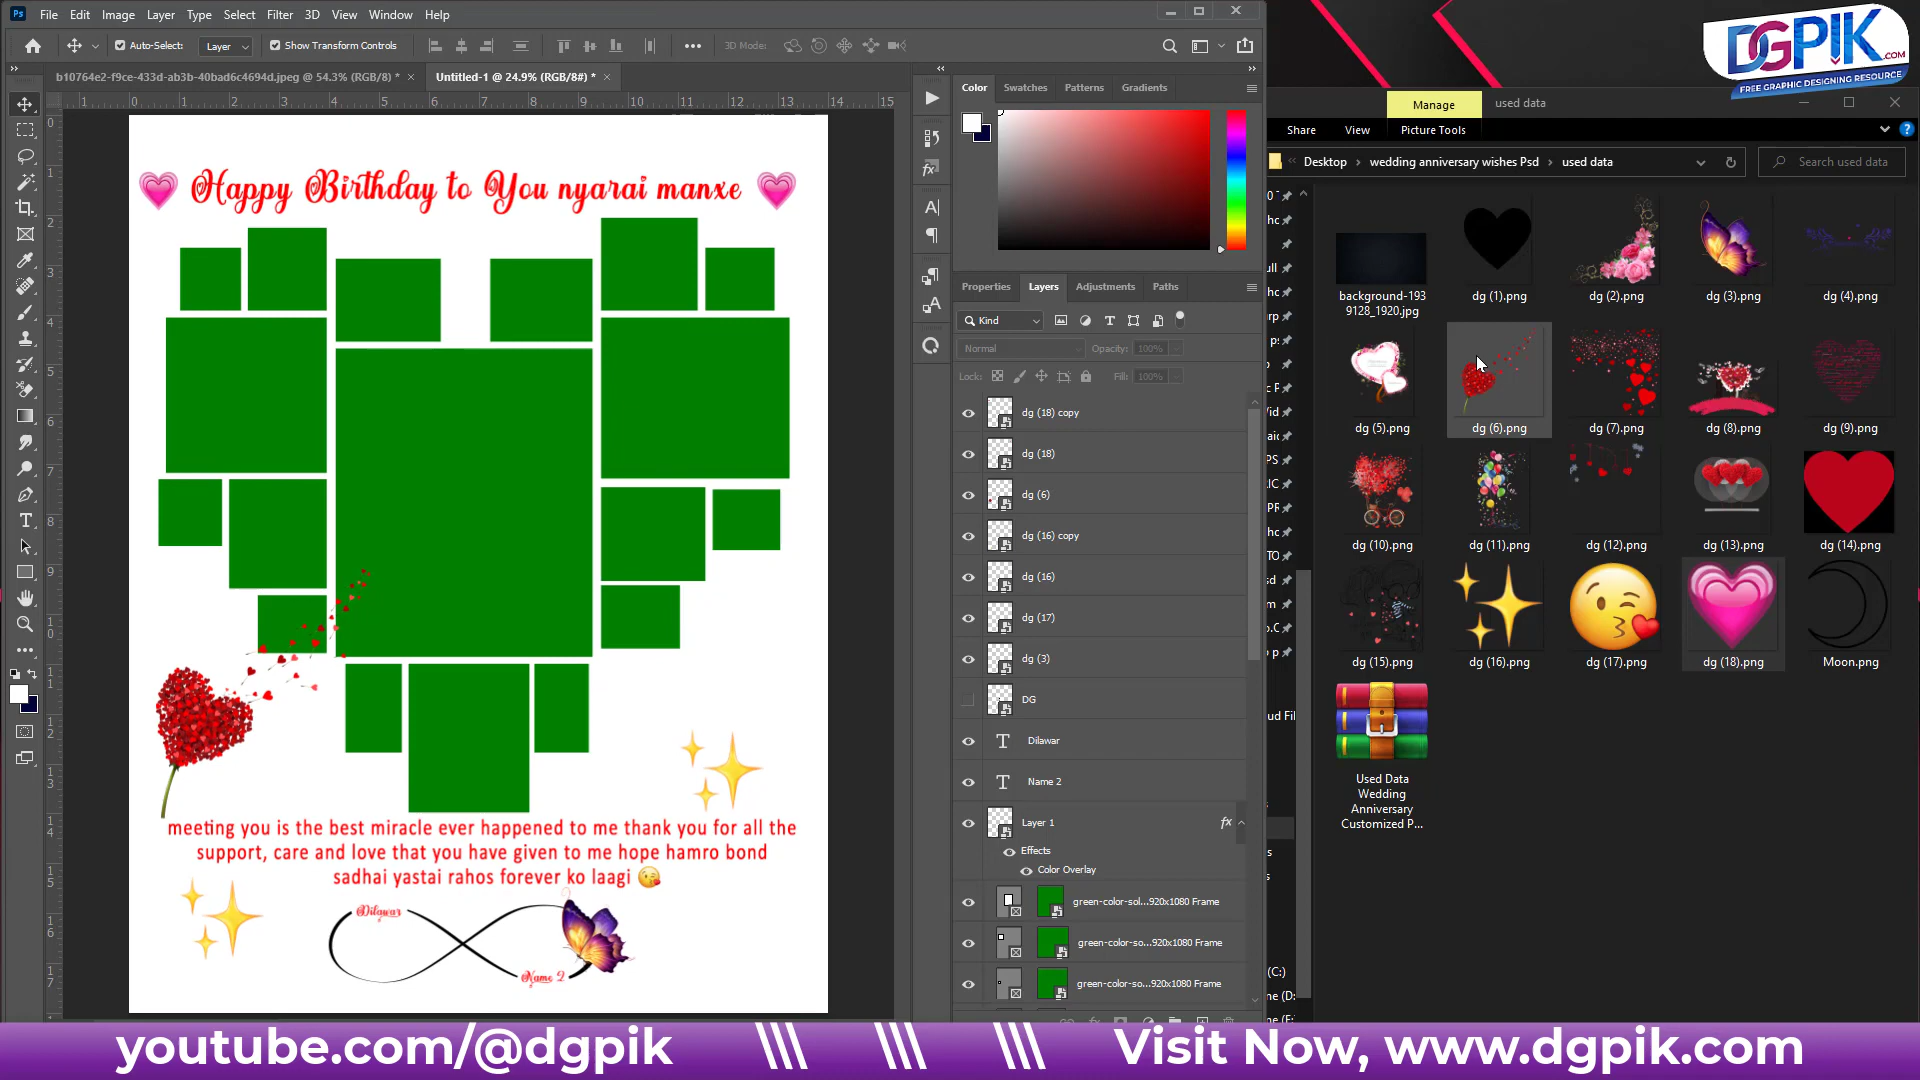 File Edit Image Layer Type Select Filter 3D View Window Help
Auto-Select: Layer Show Transform Controls 3D Mode:
b10764e2-f9ce-433d-ab3b-40bad6c4694d.jpeg @ 54.3% (RGB/8) * ×
Untitled-1 @ 24.9% (RGB/8#) * ×
Happy Birthday to You nyarai manxe
meeting you is the best miracle ever happened to me thank you for all the
support, care and love that you have given to me hope hamro bond
sadhai yastai rahos forever ko laagi
Dilawar
Name 2
Color Swatches Patterns Gradients
Properties Layers Adjustments Paths
Kind
Normal Opacity: 100%
Lock: Fill: 100%
dg (18) copy
dg (18)
dg (6)
dg (16) copy
dg (16)
dg (17)
dg (3)
DG
Dilawar
Name 2
Layer 1 fx
Effects
Color Overlay
green-color-sol...920x1080 Frame
green-color-so...920x1080 Frame
green-color-so...920x1080 Frame
DGPIK.COM
FREE GRAPHIC DESIGNING RESOURCE
Manage used data
Share View Picture Tools
Desktop wedding anniversary wishes Psd used data
Search used data
background-193
9128_1920.jpg
dg (1).png
dg (2).png
dg (3).png
dg (4).png
dg (5).png
dg (6).png
dg (7).png
dg (8).png
dg (9).png
dg (10).png
dg (11).png
dg (12).png
dg (13).png
dg (14).png
dg (15).png
dg (16).png
dg (17).png
dg (18).png
Moon.png
Used Data
Wedding
Anniversary
Customized P...
youtube.com/@dgpik
Visit Now, www.dgpik.com